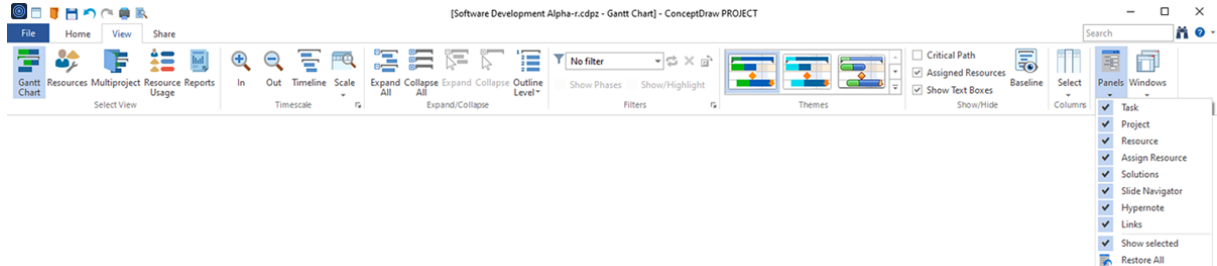 [Software Development Alpha-r.cdpz - Gantt Chart] - ConceptDraw PROJECT
File Home View Share Search
Gantt Chart
Resources
Multiproject
Resource Usage
Reports
Select View
In
Out
Timeline
Scale
Timescale
Expand All
Collapse All
Expand
Collapse
Outline Level
Expand/Collapse
No filter
Show Phases Show/Highlight
Filters
Themes
Critical Path
Assigned Resources
Show Text Boxes
Baseline
Show/Hide
Select
Columns
Panels
Windows
Task
Project
Resource
Assign Resource
Solutions
Slide Navigator
Hypernote
Links
Show selected
Restore All